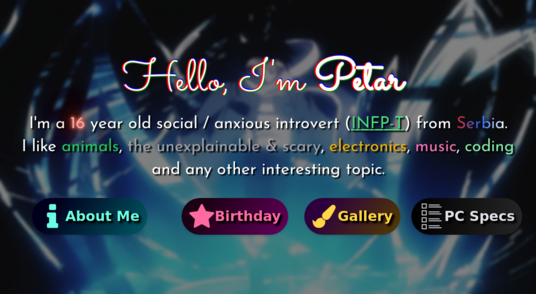 Hello, I'm Petar
I'm a 16 year old social / anxious introvert (INFP-T) from Serbia.
I like animals, the unexplainable & scary, electronics, music, coding
and any other interesting topic.
About Me Birthday Gallery PC Specs